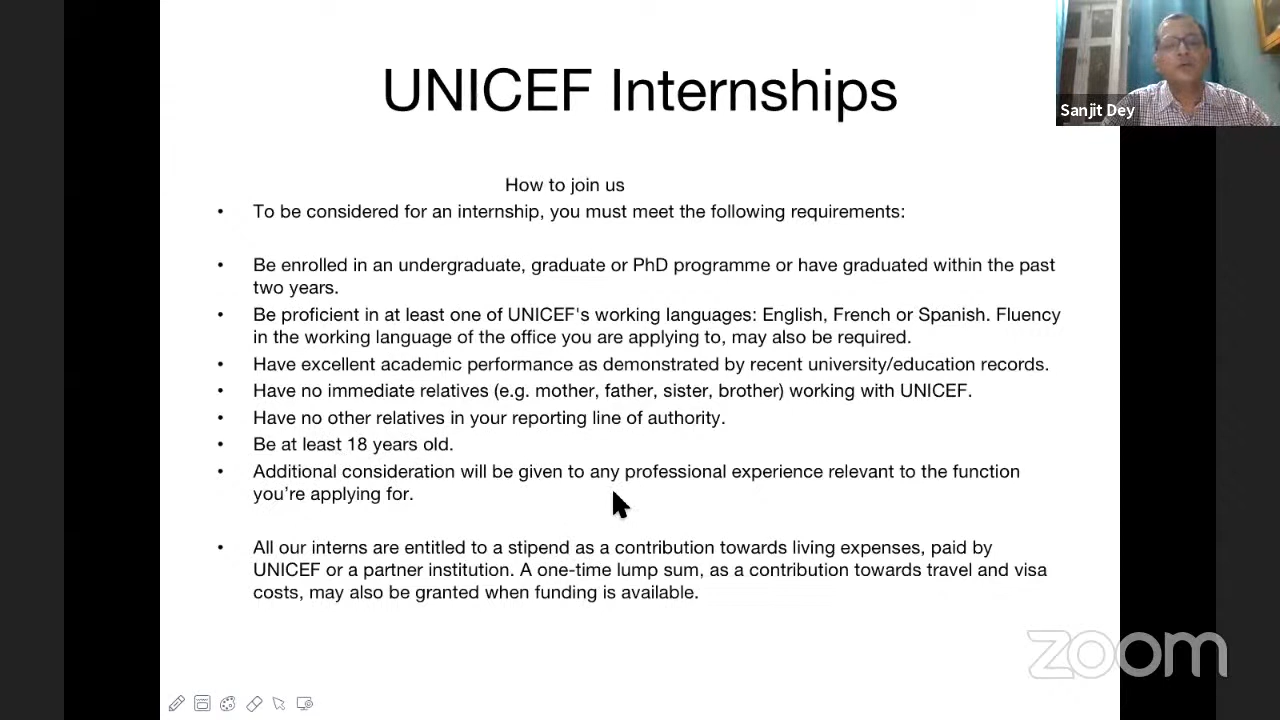 UNICEF Internships
Sanjit Dey
How to join us
• To be considered for an internship, you must meet the following requirements:
• Be enrolled in an undergraduate, graduate or PhD programme or have graduated within the past
two years.
• Be proficient in at least one of UNICEF's working languages: English, French or Spanish. Fluency
in the working language of the office you are applying to, may also be required.
• Have excellent academic performance as demonstrated by recent university/education records.
• Have no immediate relatives (e.g. mother, father, sister, brother) working with UNICEF.
• Have no other relatives in your reporting line of authority.
• Be at least 18 years old.
• Additional consideration will be given to any professional experience relevant to the function
you’re applying for.
• All our interns are entitled to a stipend as a contribution towards living expenses, paid by
UNICEF or a partner institution. A one-time lump sum, as a contribution towards travel and visa
costs, may also be granted when funding is available.
zoom